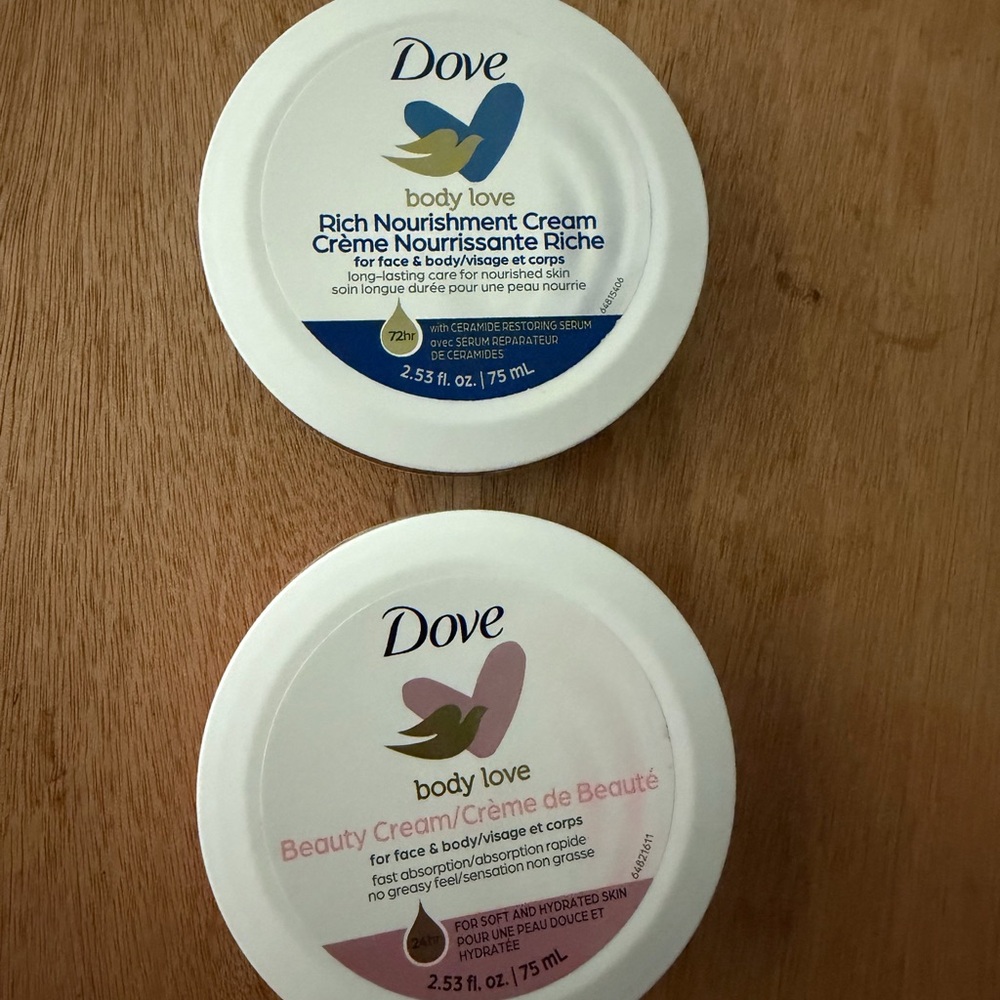 Dove
body love
Rich Nourishment Cream
Crème Nourrissante Riche
for face & body/visage et corps
long-lasting care for nourished skin
soin longue durée pour une peau nourrie
64815406
72hr
with CERAMIDE RESTORING SERUM
avec SÉRUM RÉPARATEUR
DE CÉRAMIDES
2.53 fl. oz. | 75 mL
Dove
body love
Beauty Cream/Crème de Beauté
for face & body/visage et corps
fast absorption/absorption rapide
no greasy feel/sensation non grasse
64821611
24hr
FOR SOFT AND HYDRATED SKIN
POUR UNE PEAU DOUCE ET
HYDRATÉE
2.53 fl. oz. | 75 mL